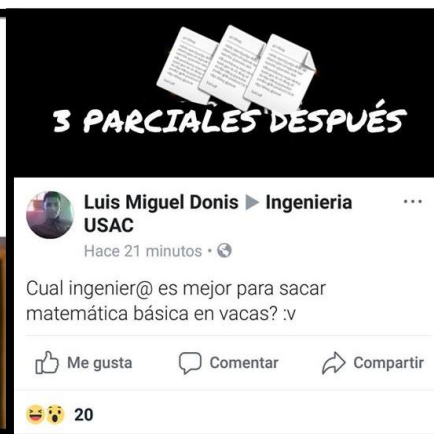 3 PARCIALES DESPUÉS
Luis Miguel Donis ▶ Ingenieria
USAC
Hace 21 minutos ·
Cual ingenier@ es mejor para sacar
matemática básica en vacas? :v
Me gusta Comentar Compartir
20